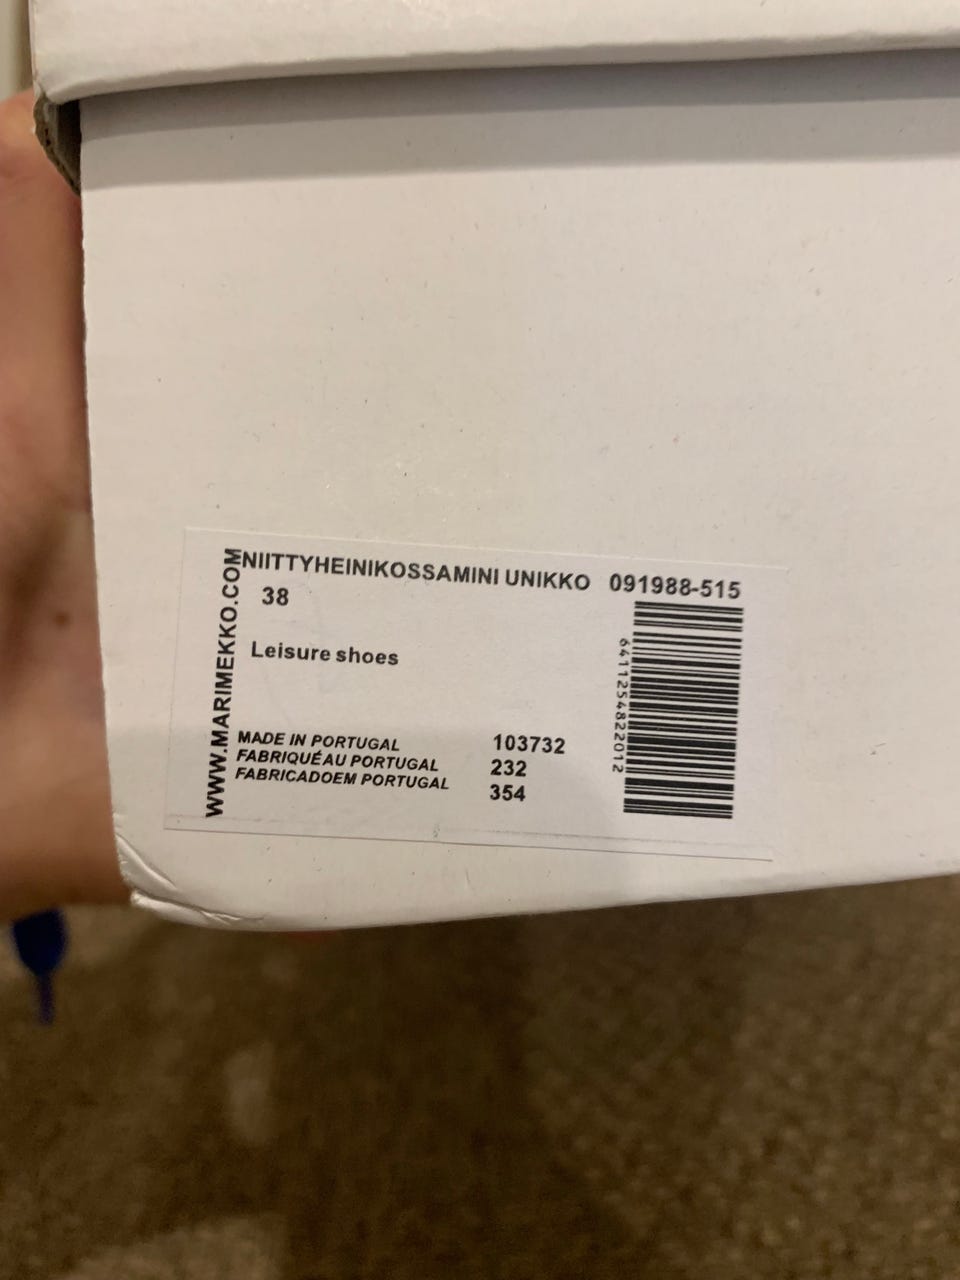 WWW.MARIMEKKO.COM
NIITTYHEINIKOSSAMINI UNIKKO 091988-515
38
Leisure shoes
6411254822012
MADE IN PORTUGAL 103732
FABRIQUÉAU PORTUGAL 232
FABRICADOEM PORTUGAL 354